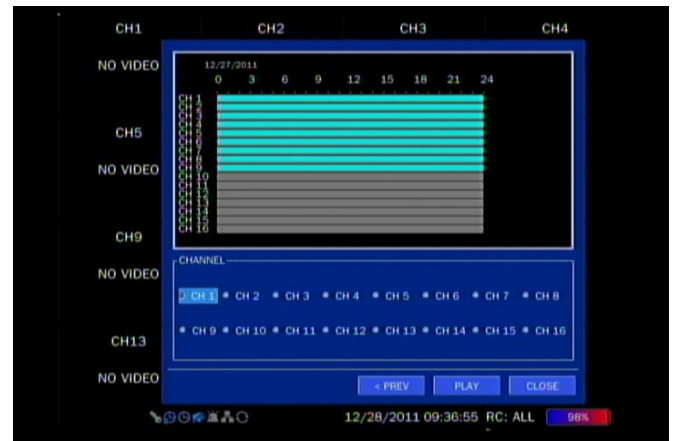 CH1 CH2 CH3 CH4
NO VIDEO
12/27/2011
0 3 6 9 12 15 18 21 24
CH 1
CH 2
CH 3
CH 4
CH5
CH 5
CH 6
CH 7
CH 8
NO VIDEO
CH 9
CH 10
CH 11
CH 12
CH 13
CH 14
CH 15
CH 16
CH9
CHANNEL
NO VIDEO
CH 1 CH 2 CH 3 CH 4 CH 5 CH 6 CH 7 CH 8
CH 9 CH 10 CH 11 CH 12 CH 13 CH 14 CH 15 CH 16
CH13
NO VIDEO
< PREV PLAY CLOSE
12/28/2011 09:36:55 RC: ALL 98%